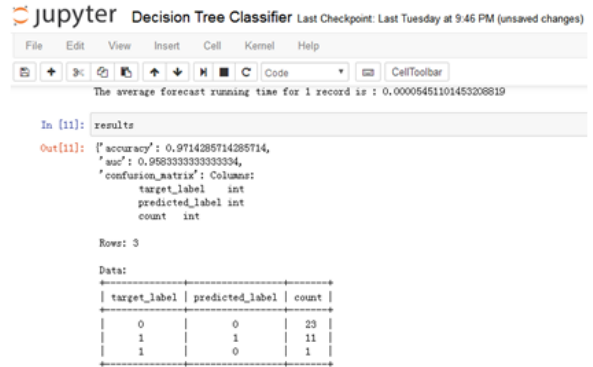 jupyter Decision Tree Classifier Last Checkpoint: Last Tuesday at 9:46 PM (unsaved changes)
File Edit View Insert Cell Kernel Help
Code CellToolbar
The average forecast running time for 1 record is : 0.00005451101453208819
In [11]: results
Out[11]: {'accuracy': 0.9714285714285714,
'auc': 0.9583333333333334,
'confusion_matrix': Columns:
target_label int
predicted_label int
count int
Rows: 3
Data:
+--------------+-----------------+-------+
| target_label | predicted_label | count |
+--------------+-----------------+-------+
| 0 | 0 | 23 |
| 1 | 1 | 11 |
| 1 | 0 | 1 |
+--------------+-----------------+-------+